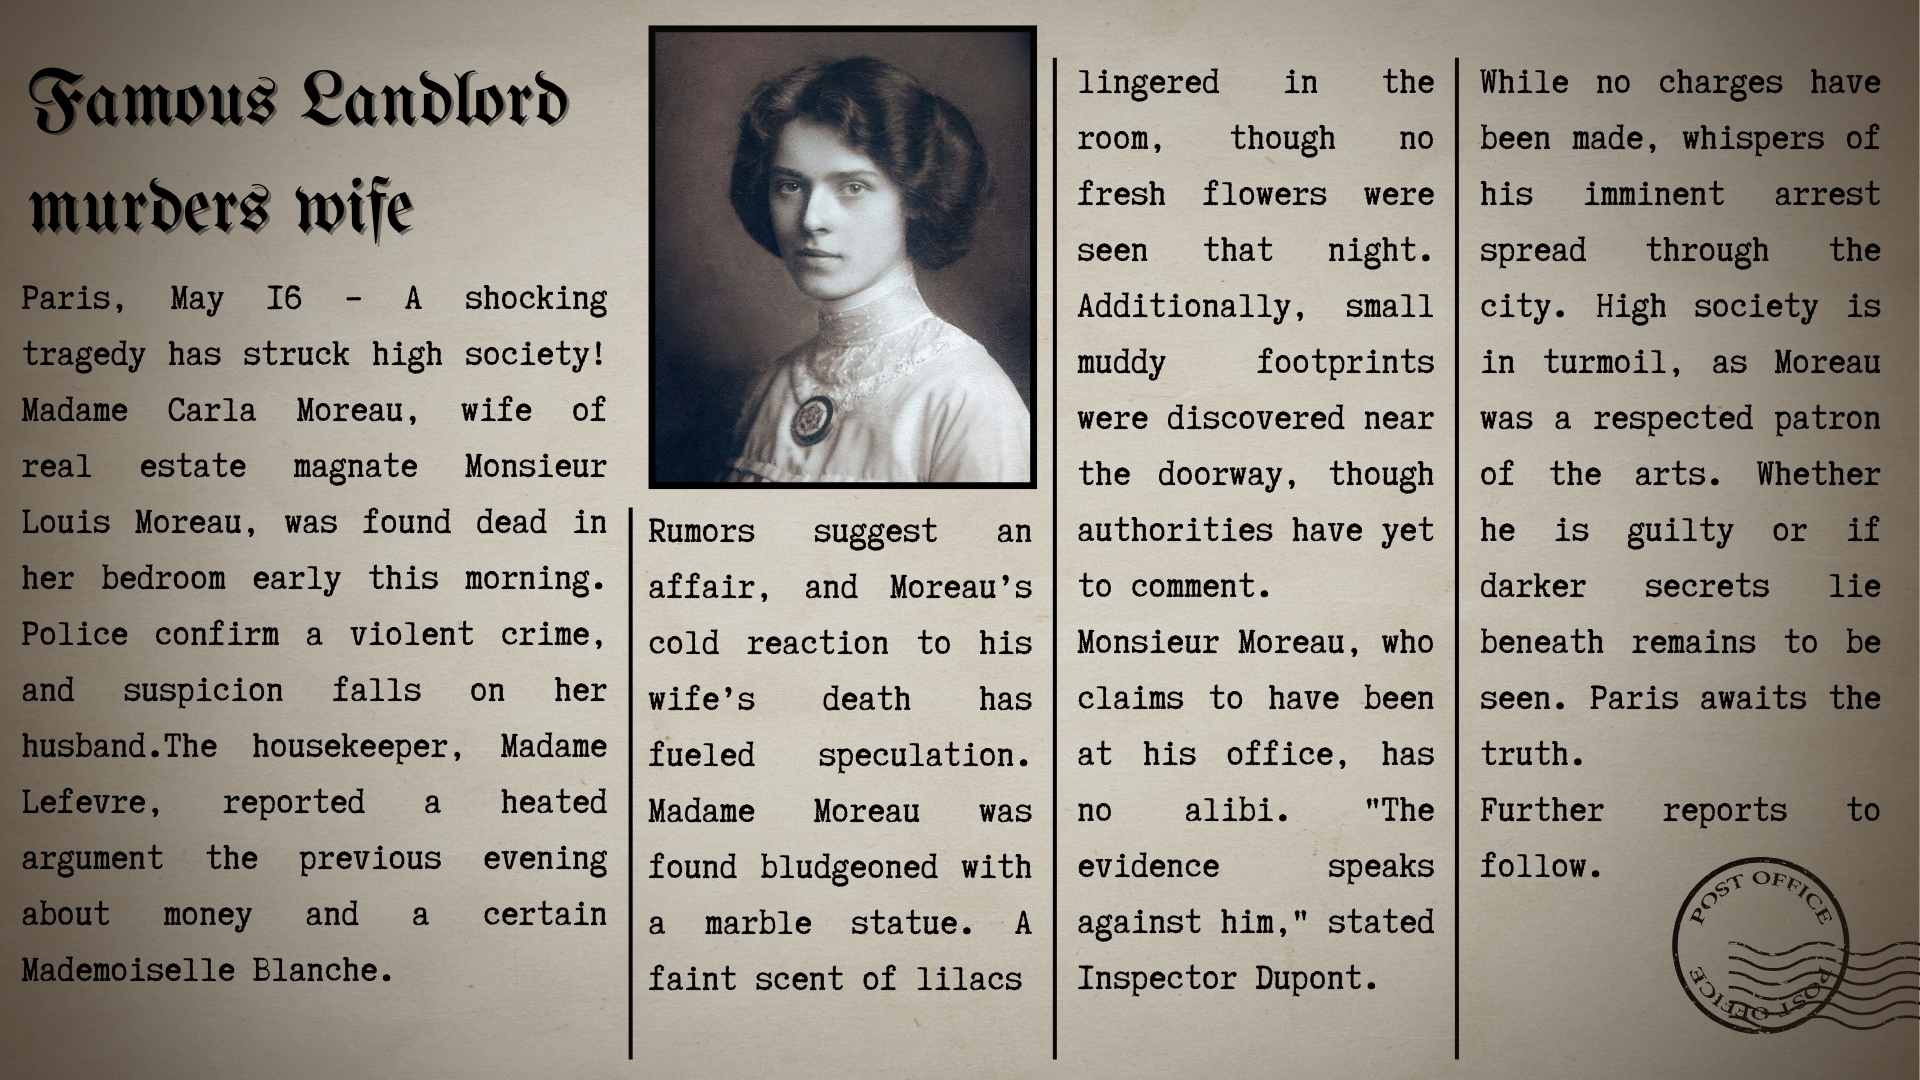 Famous Landlord
murders wife
Paris, May I6 - A shocking
tragedy has struck high society!
Madame Carla Moreau, wife of
real estate magnate Monsieur
Louis Moreau, was found dead in
her bedroom early this morning.
Police confirm a violent crime,
and suspicion falls on her
husband.The housekeeper, Madame
Lefevre, reported a heated
argument the previous evening
about money and a certain
Mademoiselle Blanche.
Rumors suggest an
affair, and Moreau's
cold reaction to his
wife's death has
fueled speculation.
Madame Moreau was
found bludgeoned with
a marble statue. A
faint scent of lilacs
lingered in the
room, though no
fresh flowers were
seen that night.
Additionally, small
muddy footprints
were discovered near
the doorway, though
authorities have yet
to comment.
Monsieur Moreau, who
claims to have been
at his office, has
no alibi. "The
evidence speaks
against him," stated
Inspector Dupont.
While no charges have
been made, whispers of
his imminent arrest
spread through the
city. High society is
in turmoil, as Moreau
was a respected patron
of the arts. Whether
he is guilty or if
darker secrets lie
beneath remains to be
seen. Paris awaits the
truth.
Further reports to
follow.
POST OFFICE
POST OFFICE